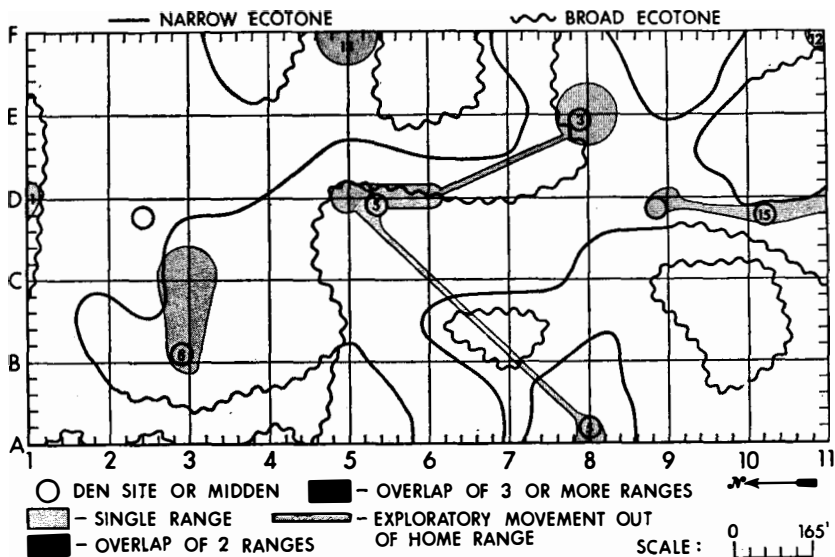 NARROW ECOTONE BROAD ECOTONE
F
12
E
3
D
1
5
15
C
B
A
1 2 3 4 5 6 7 8 9 10 11
N
DEN SITE OR MIDDEN - OVERLAP OF 3 OR MORE RANGES
- SINGLE RANGE - EXPLORATORY MOVEMENT OUT OF HOME RANGE
- OVERLAP OF 2 RANGES
SCALE: 0 165'